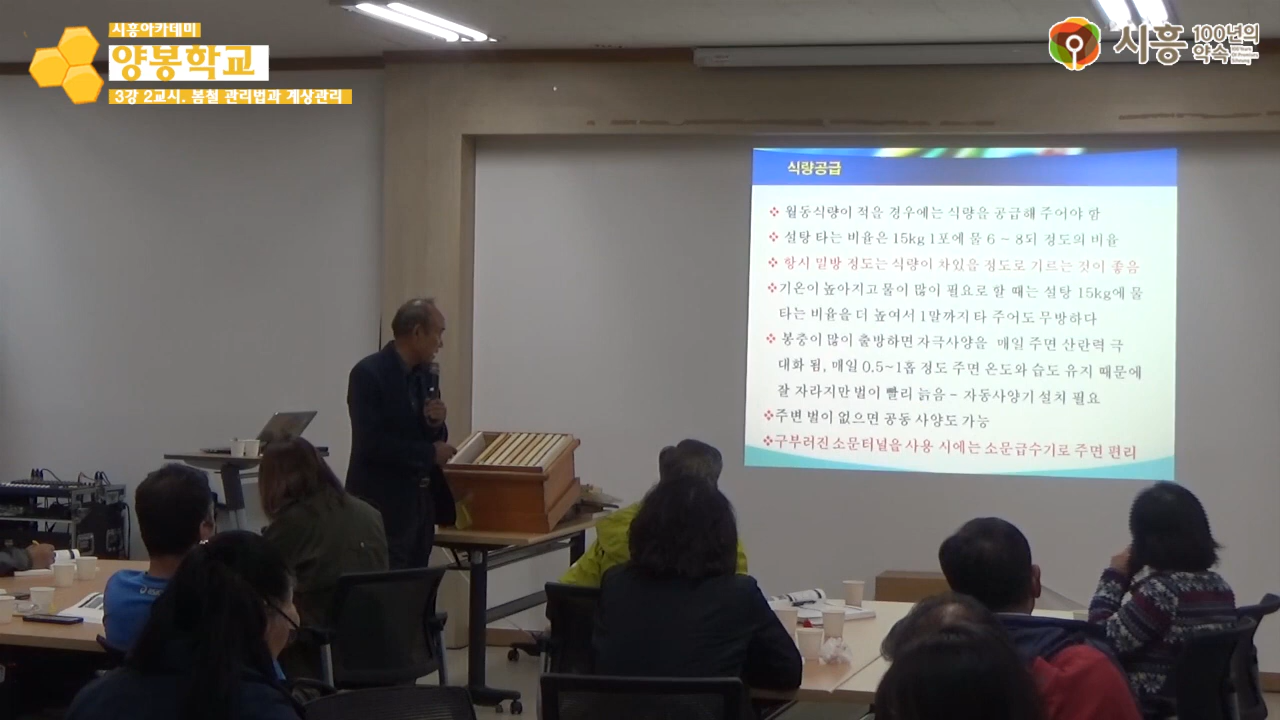 시흥아카데미
양봉학교
3강 2교시. 봄철 관리법과 계상관리
시흥 100년의 약속
식량공급
❖ 월동식량이 적을 경우에는 식량을 공급해 주어야 함
❖ 설탕 타는 비율은 15kg 1포에 물 6 ~ 8되 정도의 비율
❖ 항시 밀방 정도는 식량이 차있을 정도로 기르는 것이 좋음
❖기온이 높아지고 물이 많이 필요로 할 때는 설탕 15kg에 물
타는 비율을 더 높여서 1말까지 타 주어도 무방하다
❖ 봉충이 많이 출방하면 자극사양을 매일 주면 산란력 극
대화 됨, 매일 0.5~1홉 정도 주면 온도와 습도 유지 때문에
잘 자라지만 벌이 빨리 늙음 - 자동사양기 설치 필요
❖주변 벌이 없으면 공동 사양도 가능
❖구부러진 소문터널을 사용 시에는 소문급수기로 주면 편리